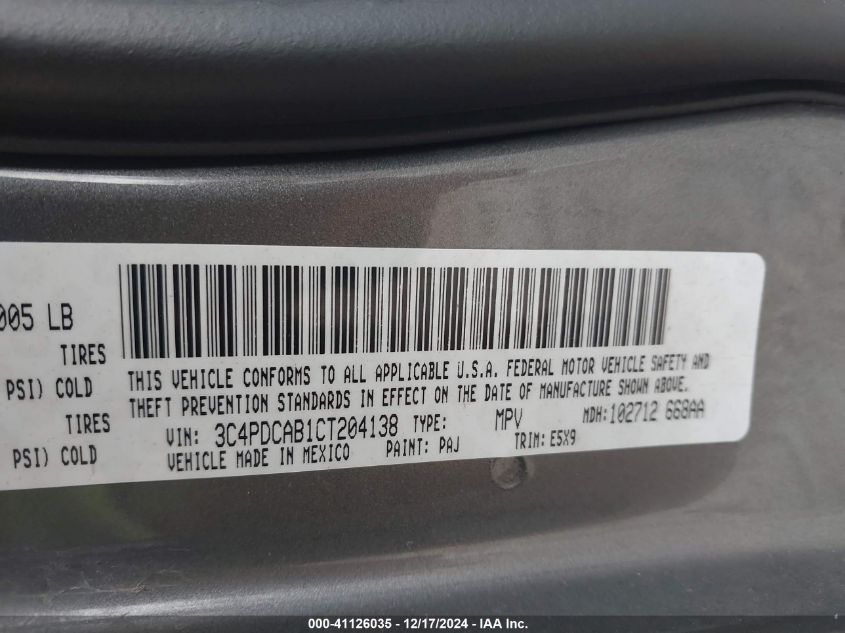 005 LB
TIRES
PSI) COLD
TIRES
PSI) COLD
THIS VEHICLE CONFORMS TO ALL APPLICABLE U.S.A. FEDERAL MOTOR VEHICLE SAFETY AND
THEFT PREVENTION STANDARDS IN EFFECT ON THE DATE OF MANUFACTURE SHOWN ABOVE.
VIN: 3C4PDCAB1CT204138 TYPE: MPV MDH:102712 668AA
VEHICLE MADE IN MEXICO PAINT: PAJ TRIM: E5X9
000-41126035 - 12/17/2024 - IAA Inc.